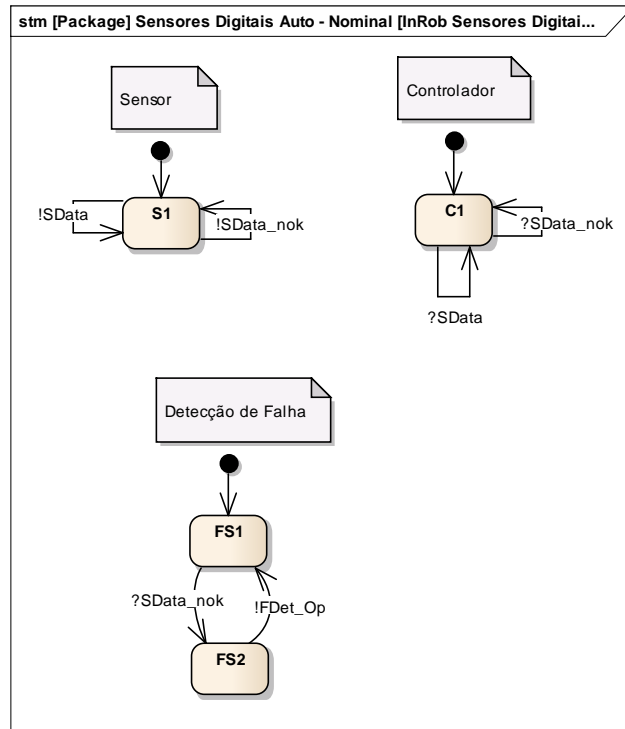 stm [Package] Sensores Digitais Auto - Nominal [InRob Sensores Digitai...
Sensor
Controlador
S1
!SData
!SData_nok
C1
?SData_nok
?SData
Detecção de Falha
FS1
?SData_nok
!FDet_Op
FS2